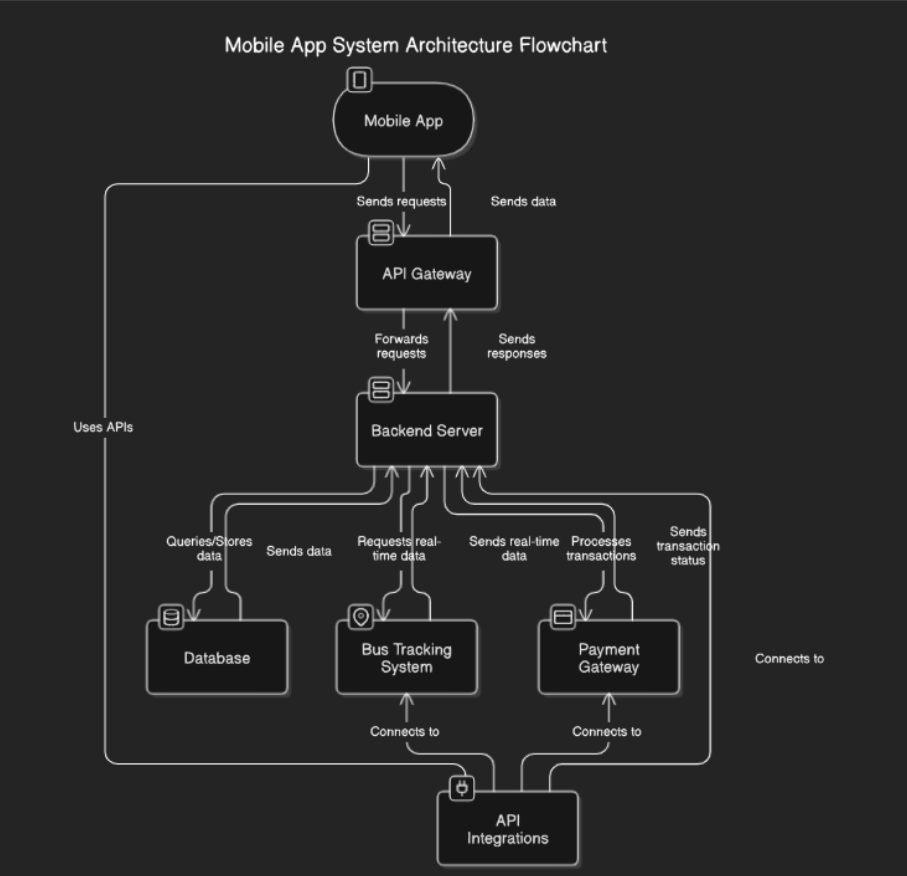 Mobile App System Architecture Flowchart
Mobile App
Sends requests
Sends data
API Gateway
Forwards
requests
Sends
responses
Backend Server
Uses APIs
Queries/Stores
data
Sends data
Requests real-
time data
Sends real-time
data
Processes
transactions
Sends
transaction
status
Database
Bus Tracking
System
Payment
Gateway
Connects to
Connects to
Connects to
API
Integrations